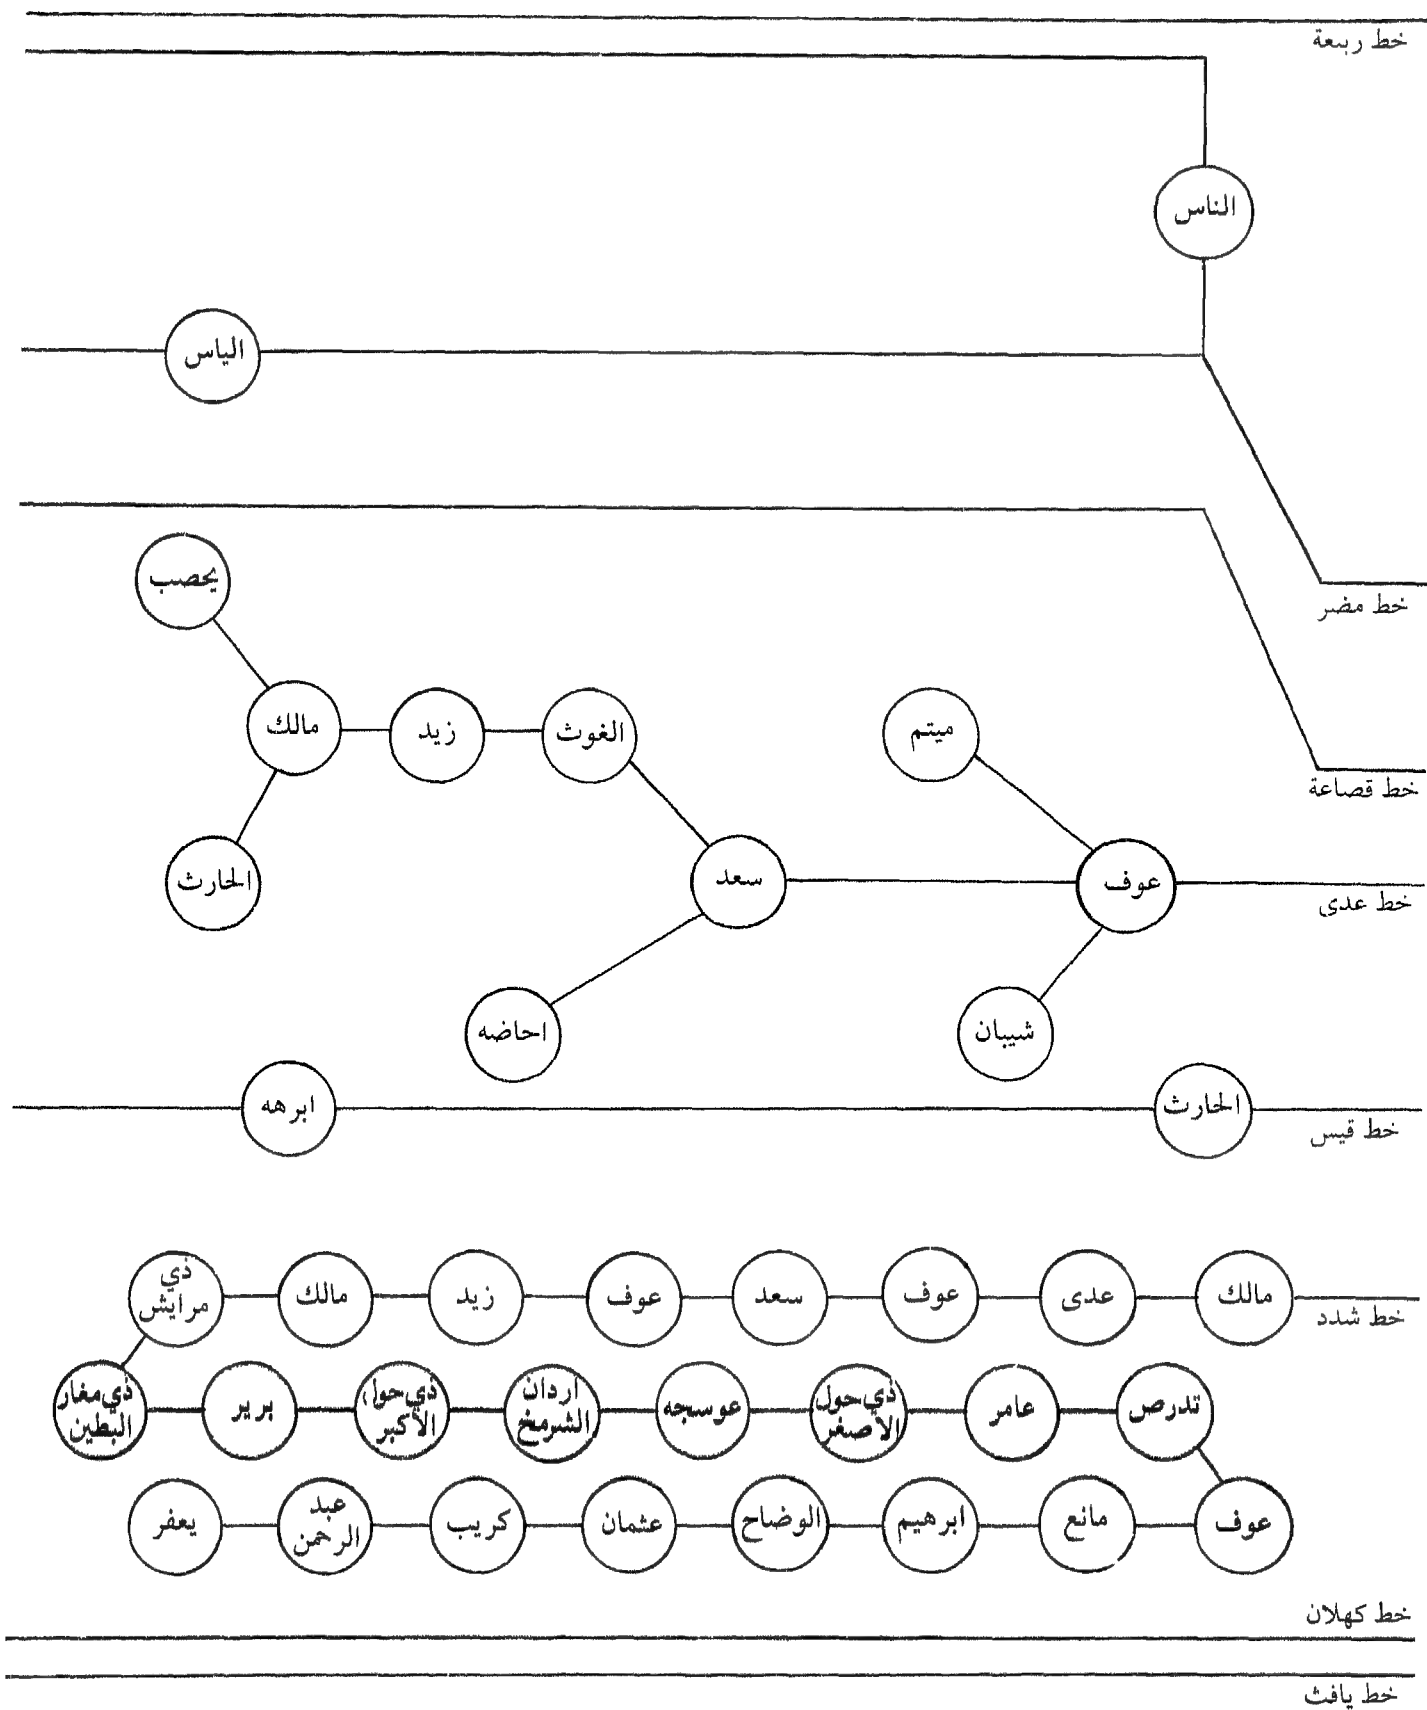 خط ربيعة
الناس
الياس
خط مضر
يحصب
مالك
زيد
الغوث
ميتم
خط قصاعة
الحارث
سعد
عوف
خط عدى
احاضه
شيبان
ابرهه
الحارث
خط قيس
مالك
عدى
عوف
سعد
عوف
زيد
مالك
ذي
مرايش
خط شدد
تدرص
عامر
ذي حول
الأصفر
عوسجه
اردان
الشرمخ
ذي حول
الأكبر
برير
ذي مغار
البطين
عوف
مانع
ابرهيم
الوضاح
عثمان
كريب
عبد
الرحمن
يعفر
خط كهلان
خط يافث